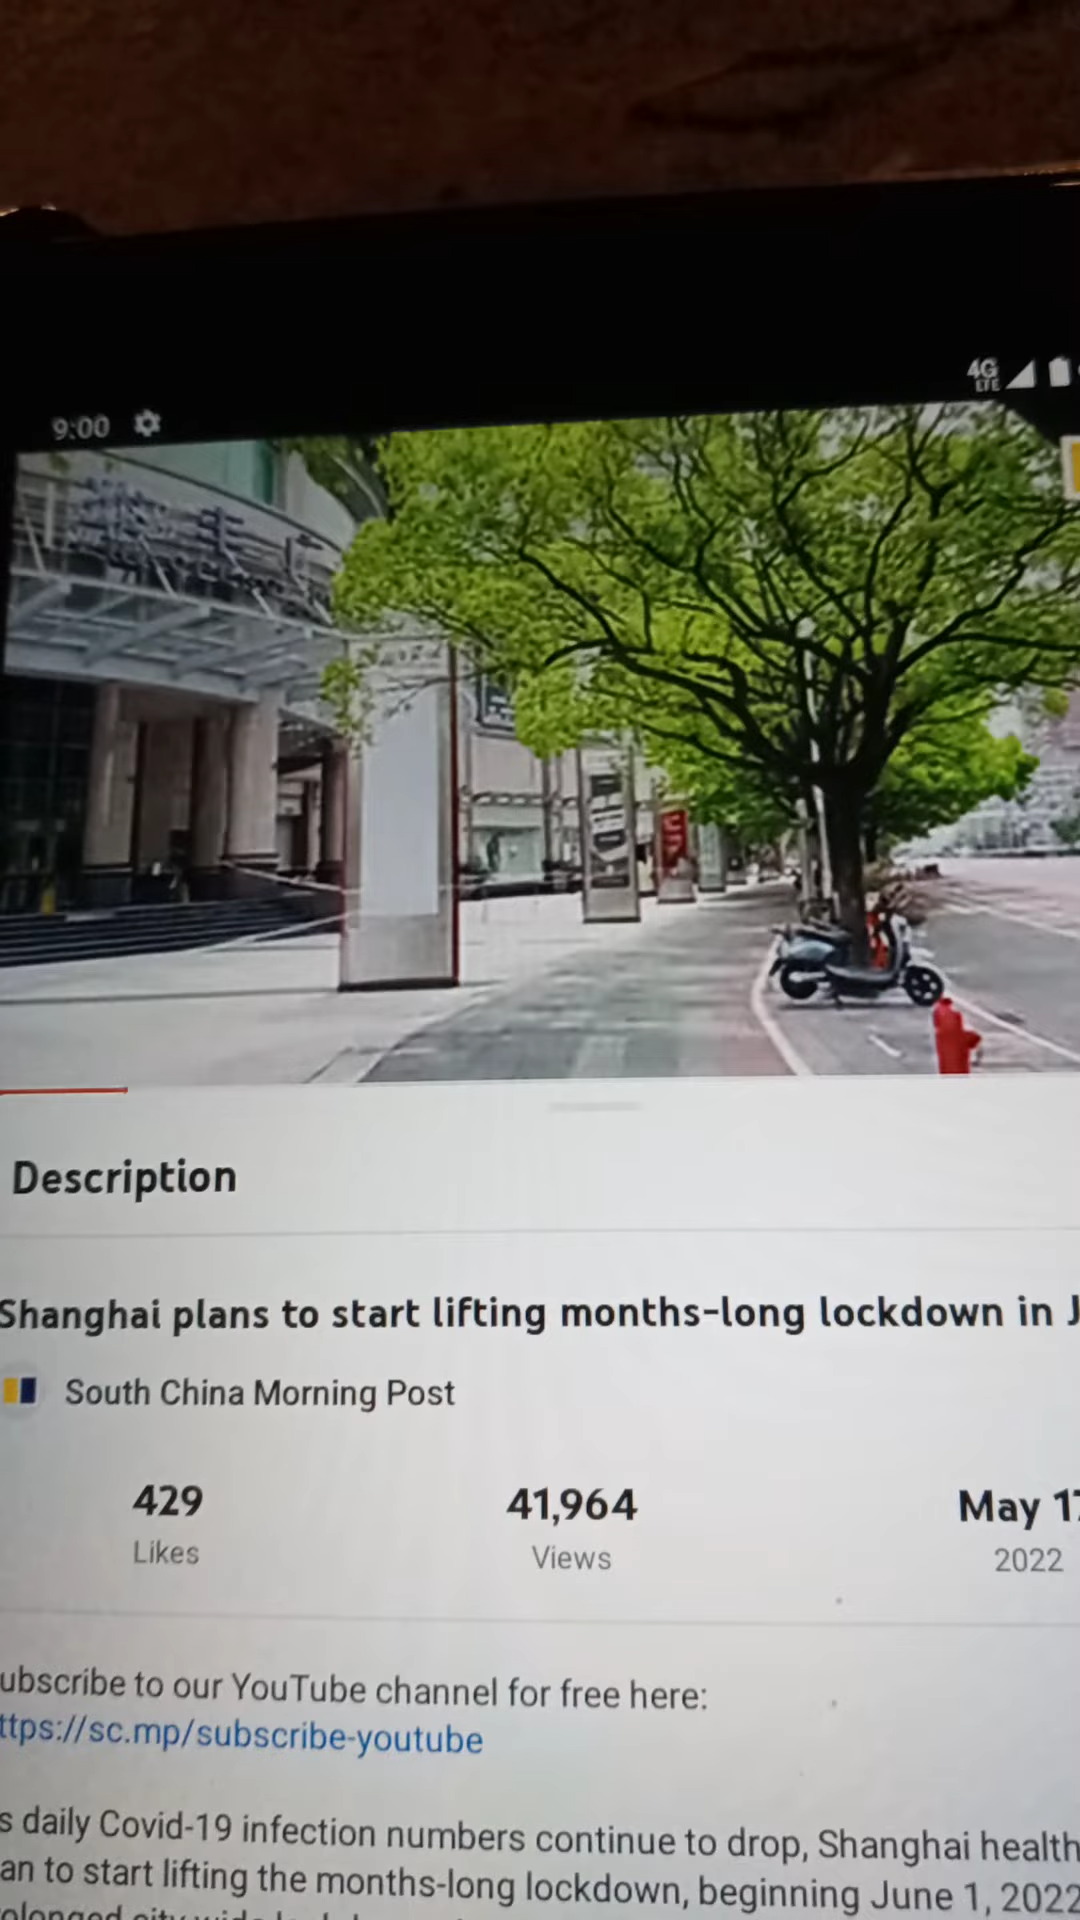 9:00
4G
LTE
Description
Shanghai plans to start lifting months-long lockdown in J
South China Morning Post
429
41,964
May 17
Likes
Views
2022
ubscribe to our YouTube channel for free here:
ttps://sc.mp/subscribe-youtube
s daily Covid-19 infection numbers continue to drop, Shanghai health
an to start lifting the months-long lockdown, beginning June 1, 2022